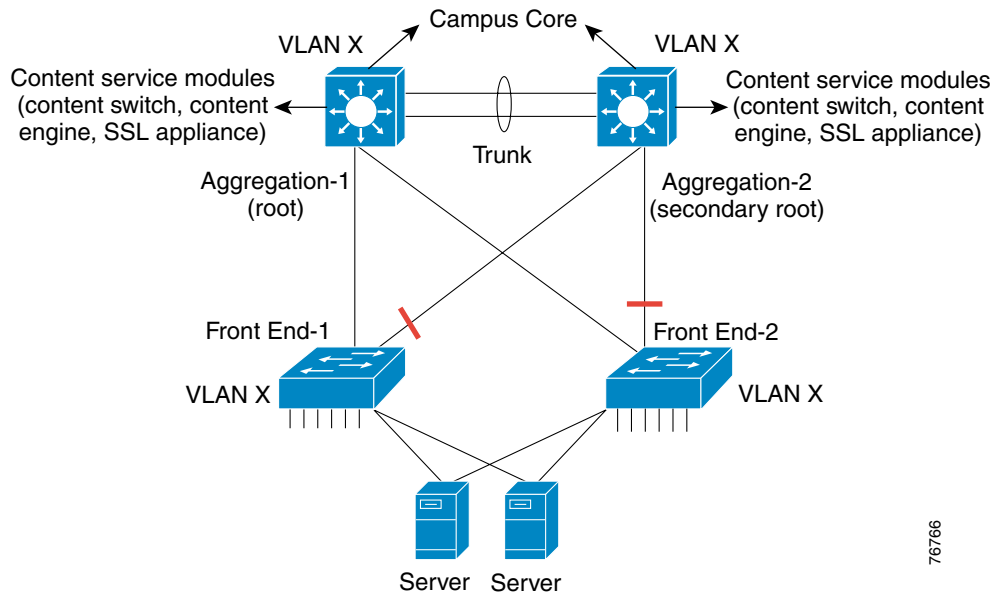 Campus Core
VLAN X
VLAN X
Content service modules
(content switch, content
engine, SSL appliance)
Content service modules
(content switch, content
engine, SSL appliance)
Trunk
Aggregation-1
(root)
Aggregation-2
(secondary root)
Front End-1
Front End-2
VLAN X
VLAN X
Server
Server
76766